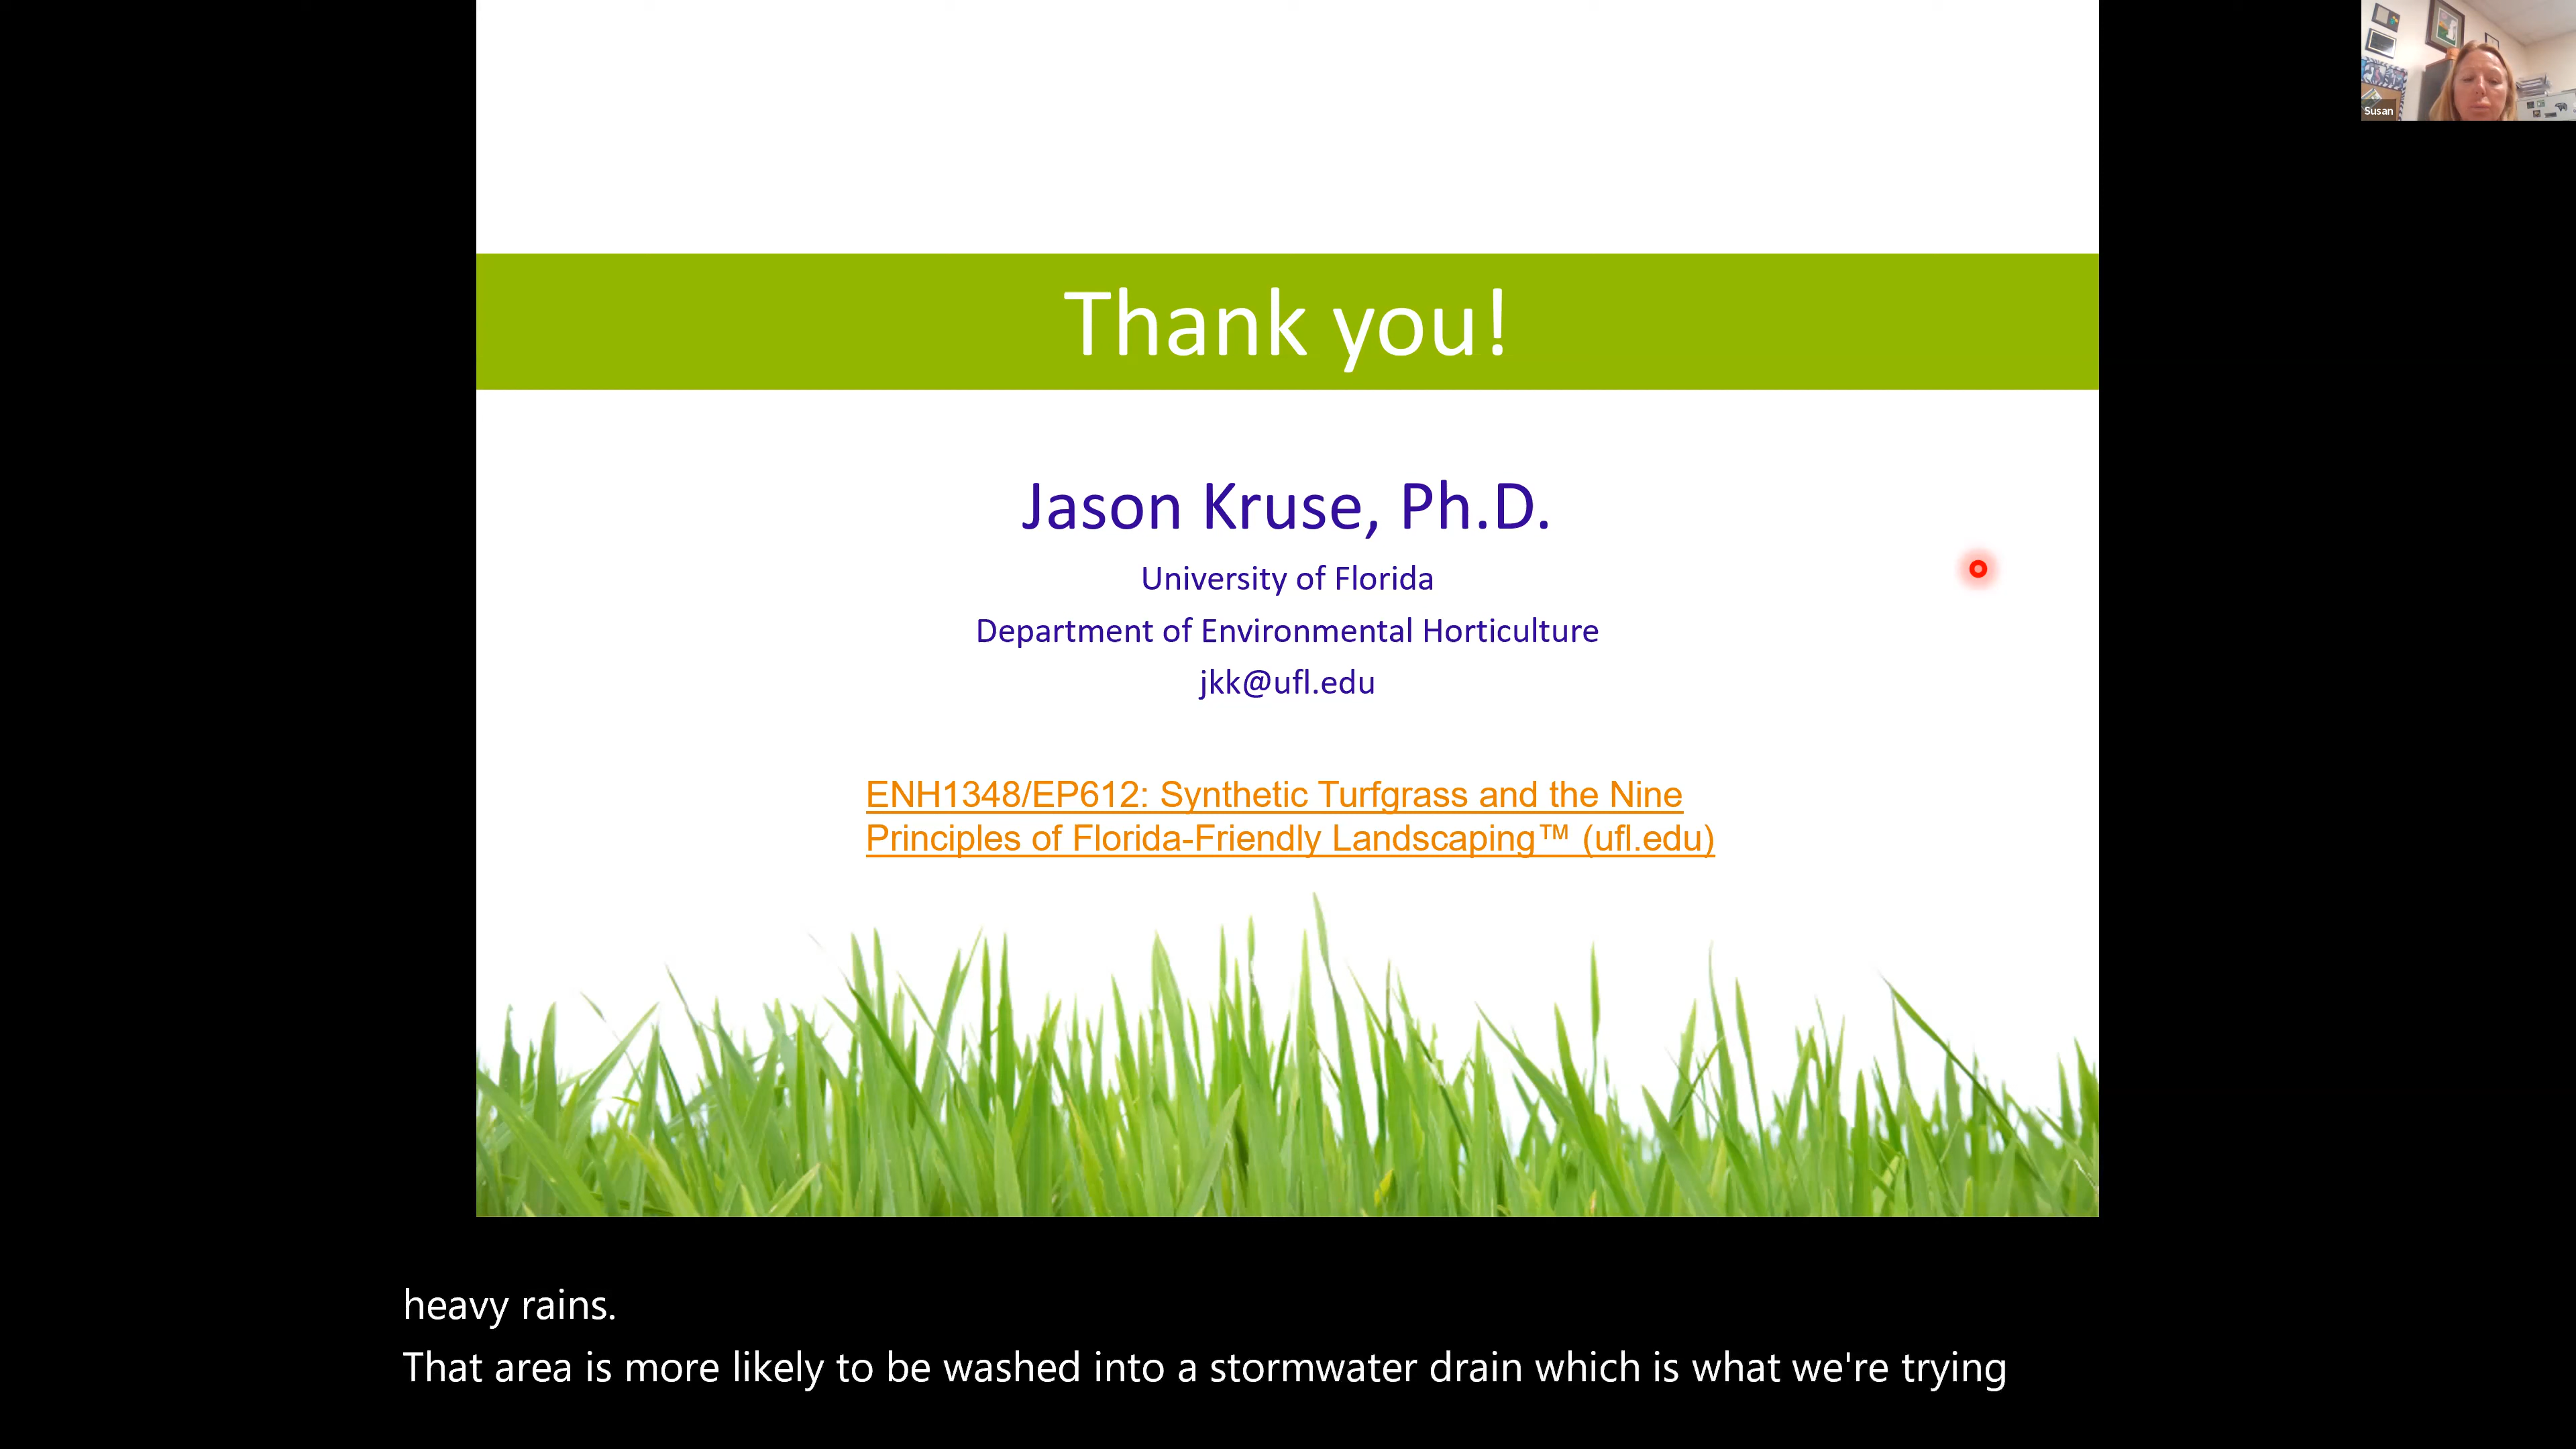 Susan
Thank you!
Jason Kruse, Ph.D.
University of Florida
Department of Environmental Horticulture
jkk@ufl.edu
ENH1348/EP612: Synthetic Turfgrass and the Nine
Principles of Florida-Friendly Landscaping™ (ufl.edu)
heavy rains.
That area is more likely to be washed into a stormwater drain which is what we're trying